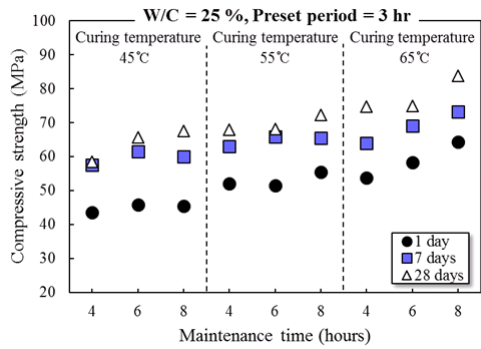 W/C = 25 %, Preset period = 3 hr
Curing temperature Curing temperature Curing temperature
45℃ 55℃ 65℃
Compressive strength (MPa)
100
90
80
70
60
50
40
30
20
1 day
7 days
28 days
4 6 8 4 6 8 4 6 8
Maintenance time (hours)